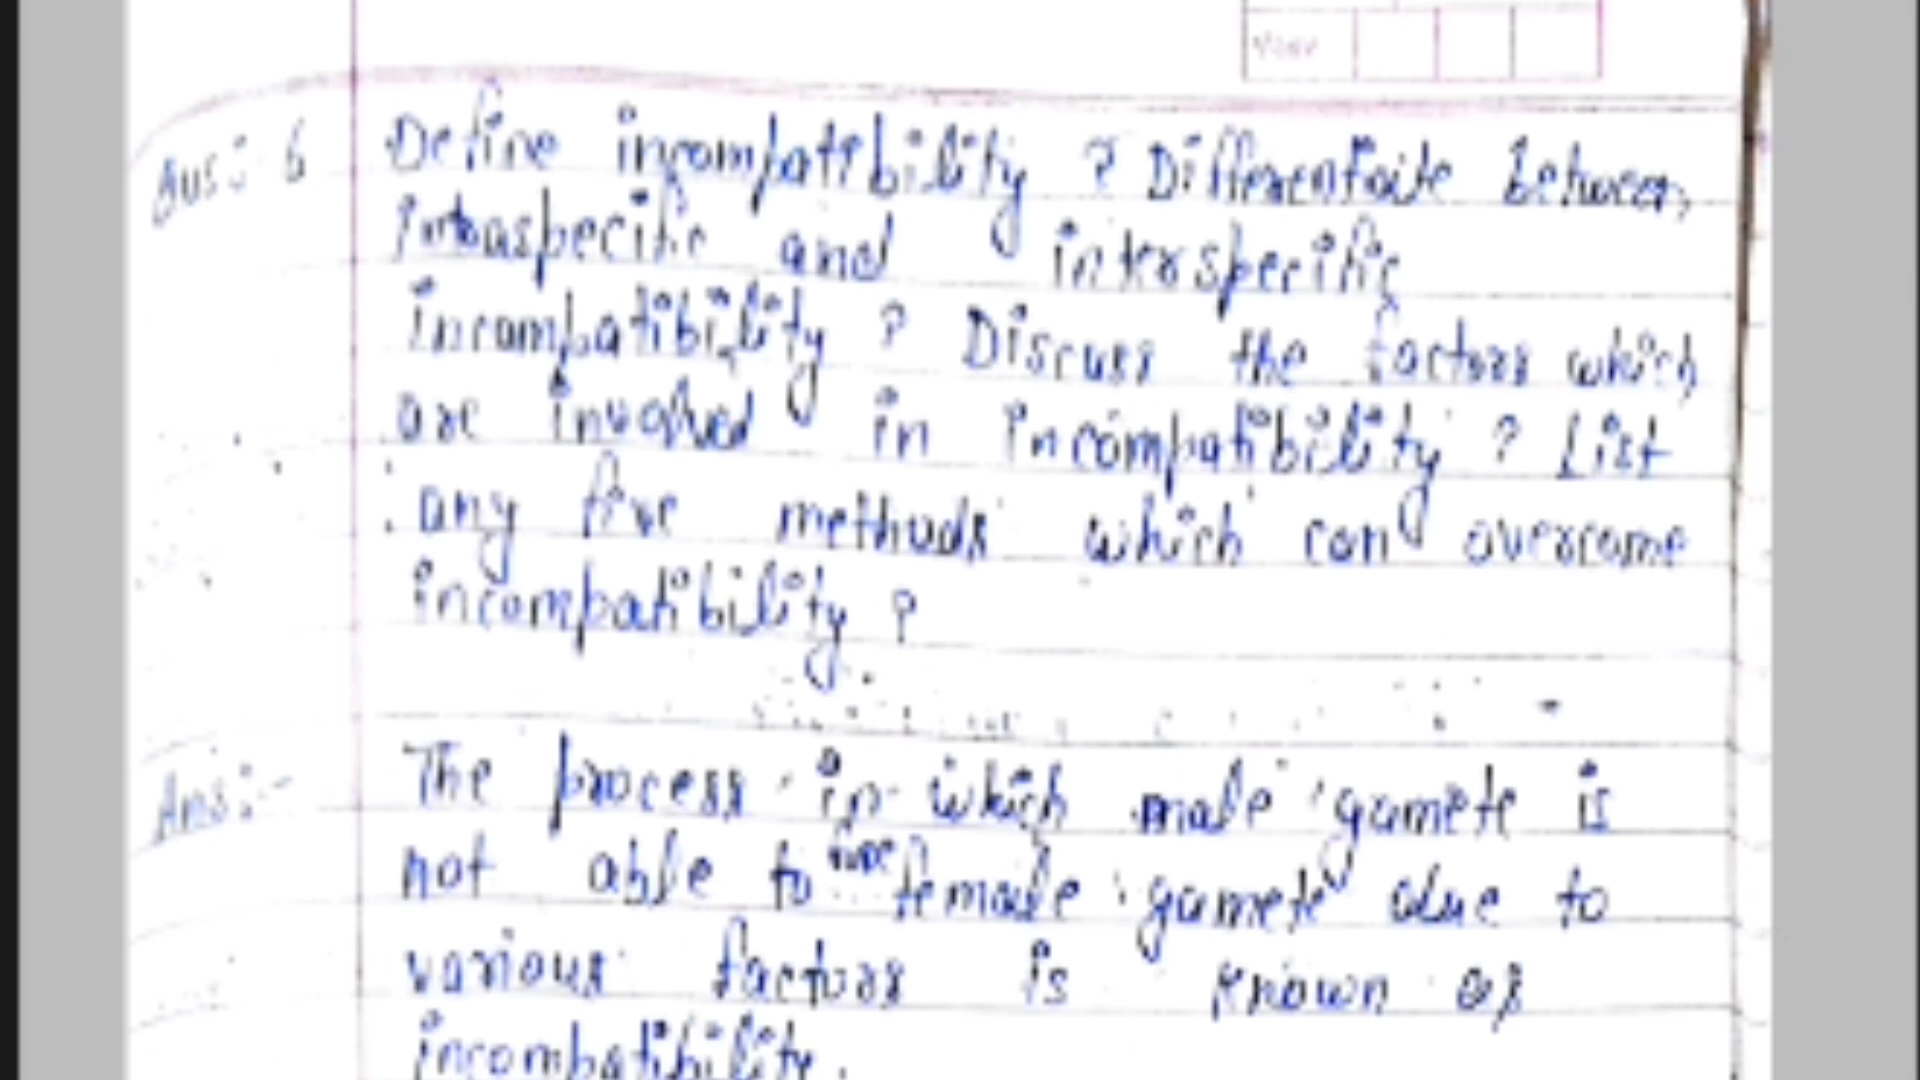 Year
Ans: 6 Define incompatibility ? Differentiate between
intraspecific and interspecific
incompatibility ? Discuss the factors which
are involved in incompatibility ? List
any five methods which can overcome
incompatibility ?
Ans:- The process in which male gamete is
not able to fuse female gamete due to
various factors is known as
incompatibility.